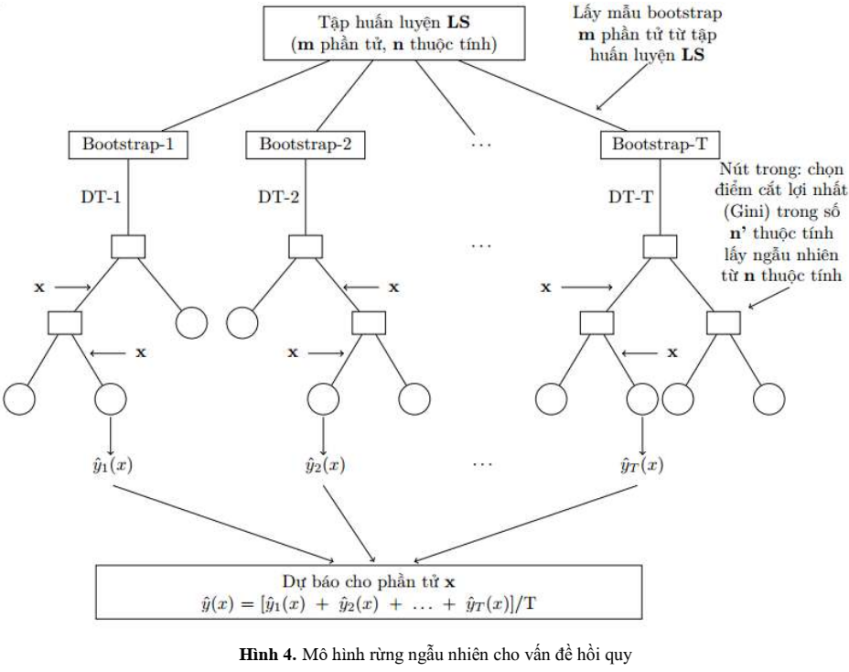 Tập huấn luyện LS
(m phần tử, n thuộc tính)
Lấy mẫu bootstrap
m phần tử từ tập
huấn luyện LS
Bootstrap-1
Bootstrap-2
...
Bootstrap-T
DT-1
DT-2
DT-T
Nút trong: chọn
điểm cắt lợi nhất
(Gini) trong số
n' thuộc tính
lấy ngẫu nhiên
từ n thuộc tính
...
x
x
x
x
x
x
ŷ₁(x)
ŷ₂(x)
...
ŷT(x)
Dự báo cho phần tử x
ŷ(x) = [ŷ₁(x) + ŷ₂(x) + ... + ŷT(x)]/T
Hình 4. Mô hình rừng ngẫu nhiên cho vấn đề hồi quy